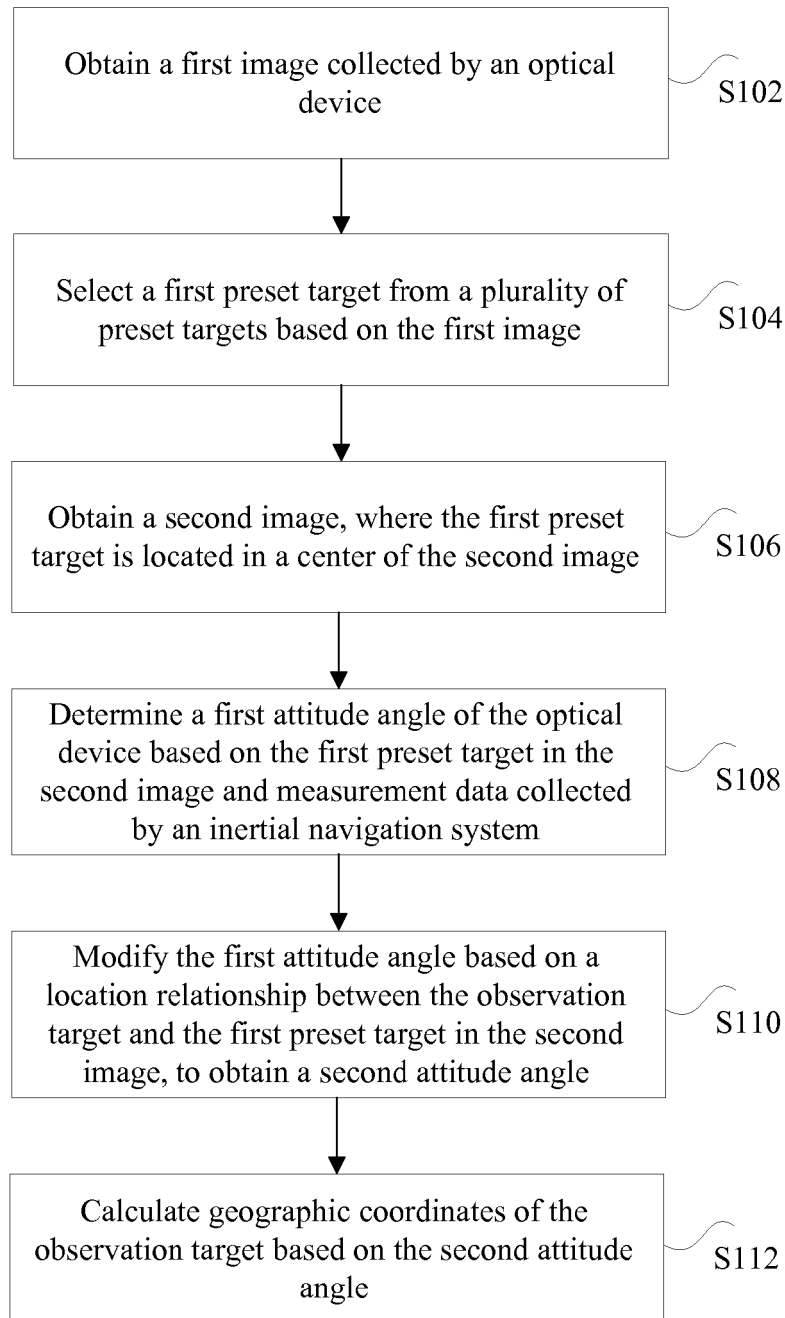 Obtain a first image collected by an optical
device
S102
Select a first preset target from a plurality of
preset targets based on the first image
S104
Obtain a second image, where the first preset
target is located in a center of the second image
S106
Determine a first attitude angle of the optical
device based on the first preset target in the
second image and measurement data collected
by an inertial navigation system
S108
Modify the first attitude angle based on a
location relationship between the observation
target and the first preset target in the second
image, to obtain a second attitude angle
S110
Calculate geographic coordinates of the
observation target based on the second attitude
angle
S112